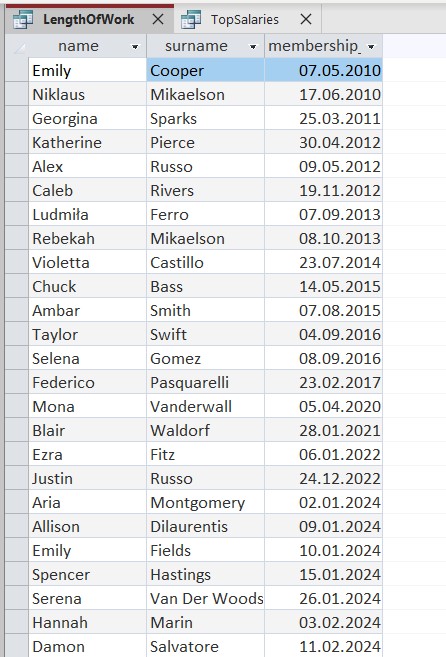 LengthOfWork TopSalaries
name surname membership_
Emily Cooper 07.05.2010
Niklaus Mikaelson 17.06.2010
Georgina Sparks 25.03.2011
Katherine Pierce 30.04.2012
Alex Russo 09.05.2012
Caleb Rivers 19.11.2012
Ludmiła Ferro 07.09.2013
Rebekah Mikaelson 08.10.2013
Violetta Castillo 23.07.2014
Chuck Bass 14.05.2015
Ambar Smith 07.08.2015
Taylor Swift 04.09.2016
Selena Gomez 08.09.2016
Federico Pasquarelli 23.02.2017
Mona Vanderwall 05.04.2020
Blair Waldorf 28.01.2021
Ezra Fitz 06.01.2022
Justin Russo 24.12.2022
Aria Montgomery 02.01.2024
Allison Dilaurentis 09.01.2024
Emily Fields 10.01.2024
Spencer Hastings 15.01.2024
Serena Van Der Woods 26.01.2024
Hannah Marin 03.02.2024
Damon Salvatore 11.02.2024